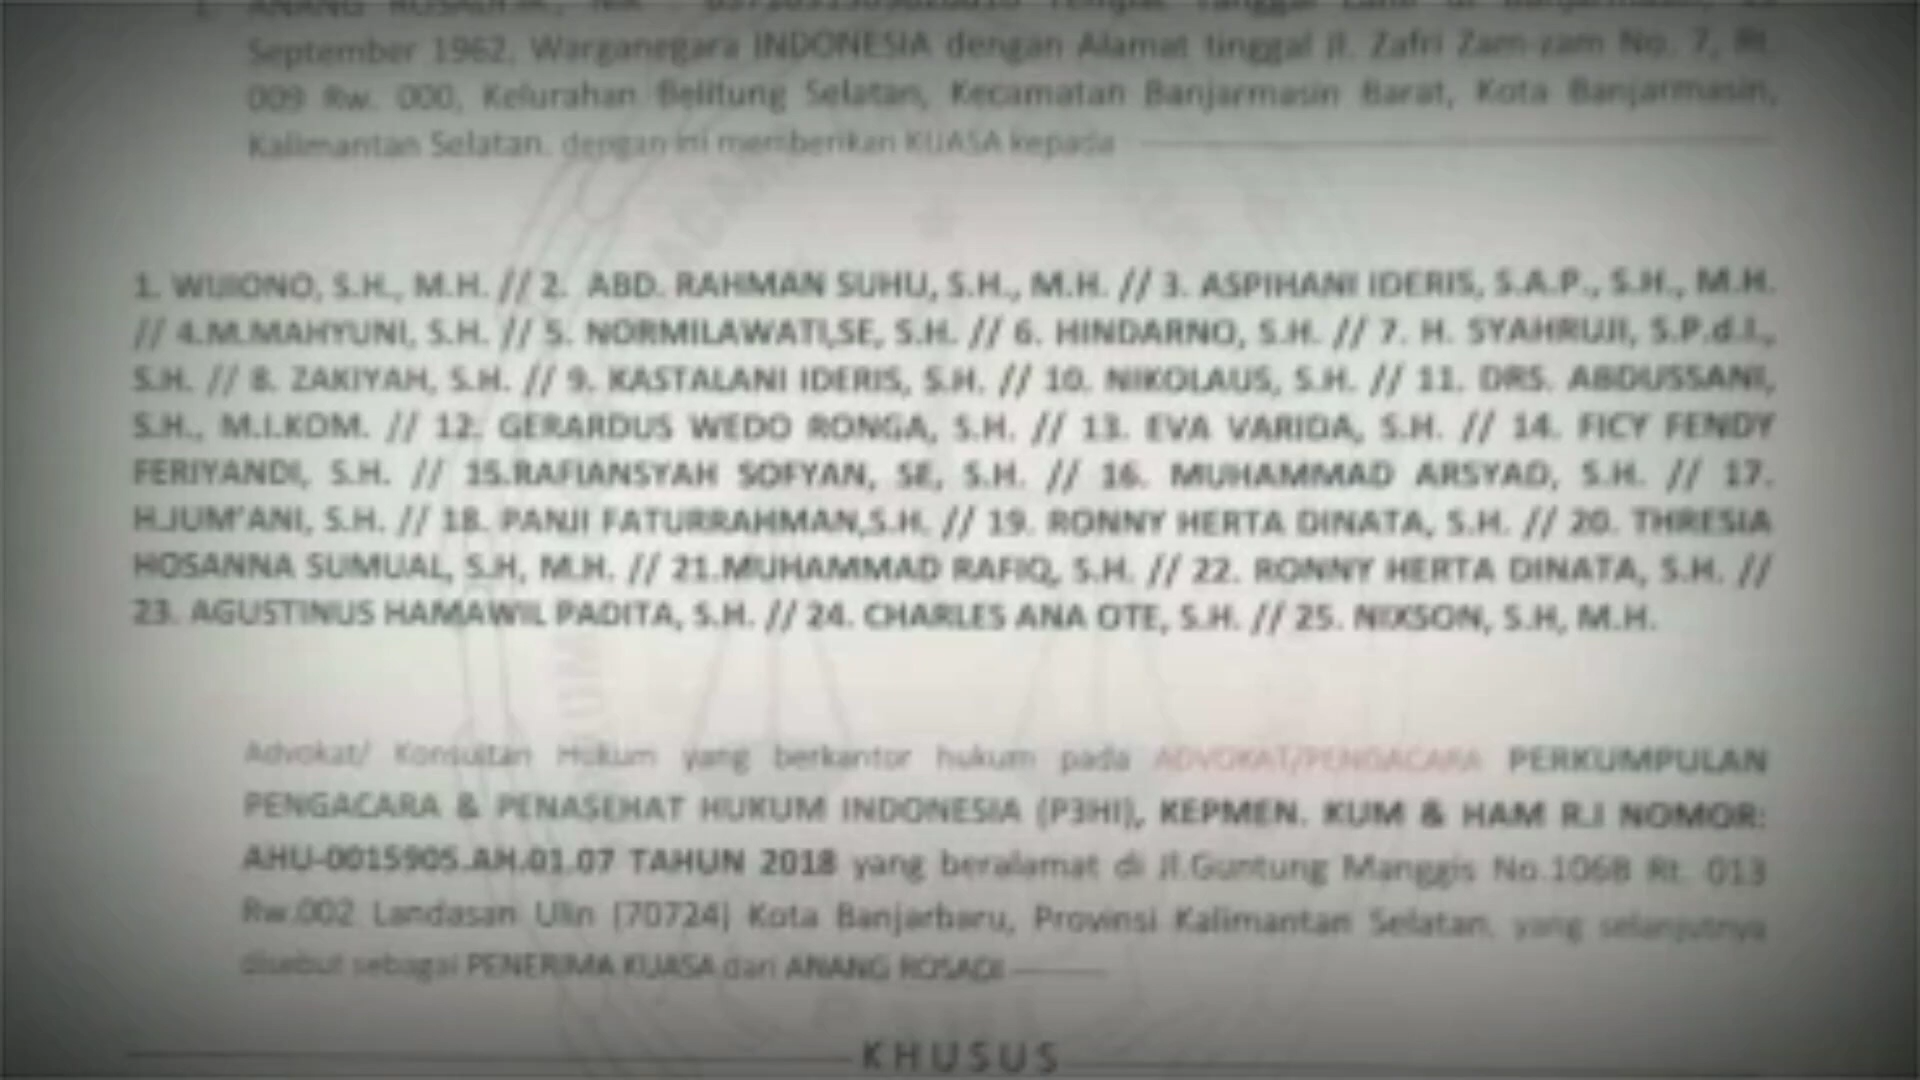 September 1962, Warganegara INDONESIA dengan Alamat tinggal Jl. Zafri Zam-zam No. 7, Rt.
009 Rw. 000, Kelurahan Belitung Selatan, Kecamatan Banjarmasin Barat, Kota Banjarmasin,
Kalimantan Selatan. dengan ini memberikan KUASA kepada
1. WIJIONO, S.H., M.H. // 2. ABD. RAHMAN SUHU, S.H., M.H. // 3. ASPIHANI IDERIS, S.A.P., S.H., M.H.
// 4.M.MAHYUNI, S.H. // 5. NORMILAWATI,SE, S.H. // 6. HINDARNO, S.H. // 7. H. SYAHRUJI, S.P.d.I.,
S.H. // 8. ZAKIYAH, S.H. // 9. KASTALANI IDERIS, S.H. // 10. NIKOLAUS, S.H. // 11. DRS. ABDUSSANI,
S.H., M.I.KOM. // 12. GERARDUS WEDO RONGA, S.H. // 13. EVA VARIDA, S.H. // 14. FICY FENDY
FERIYANDI, S.H. // 15.RAFIANSYAH SOFYAN, SE, S.H. // 16. MUHAMMAD ARSYAD, S.H. // 17.
H.JUM'ANI, S.H. // 18. PANJI FATURRAHMAN,S.H. // 19. RONNY HERTA DINATA, S.H. // 20. THRESIA
HOSANNA SUMUAL, S.H, M.H. // 21.MUHAMMAD RAFIQ, S.H. // 22. RONNY HERTA DINATA, S.H. //
23. AGUSTINUS HAMAWIL PADITA, S.H. // 24. CHARLES ANA OTE, S.H. // 25. NIXSON, S.H, M.H.
Advokat/ Konsultan Hukum yang berkantor hukum pada ADVOKAT/PENGACARA PERKUMPULAN
PENGACARA & PENASEHAT HUKUM INDONESIA (P3HI), KEPMEN. KUM & HAM R.I NOMOR:
AHU-0015905.AH.01.07 TAHUN 2018 yang beralamat di Jl.Guntung Manggis No.106B Rt. 013
Rw.002 Landasan Ulin (70724) Kota Banjarbaru, Provinsi Kalimantan Selatan. yang selanjutnya
disebut sebagai PENERIMA KUASA dari ANANG ROSADI
KHUSUS